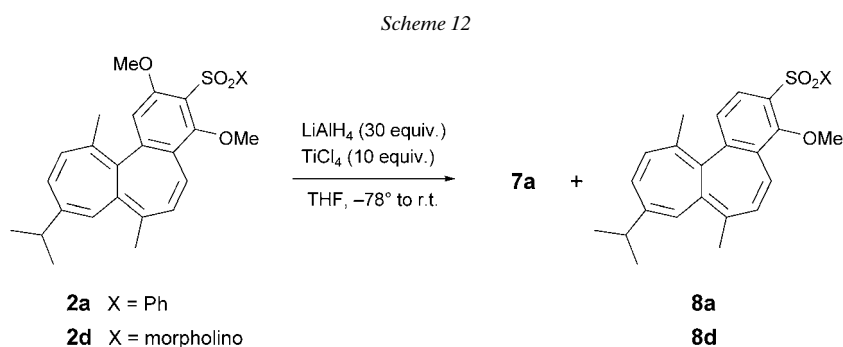 Scheme 12
MeO
SO2X
OMe
LiAlH4 (30 equiv.)
TiCl4 (10 equiv.)
THF, –78° to r.t.
7a +
SO2X
OMe
2a X = Ph
2d X = morpholino
8a
8d